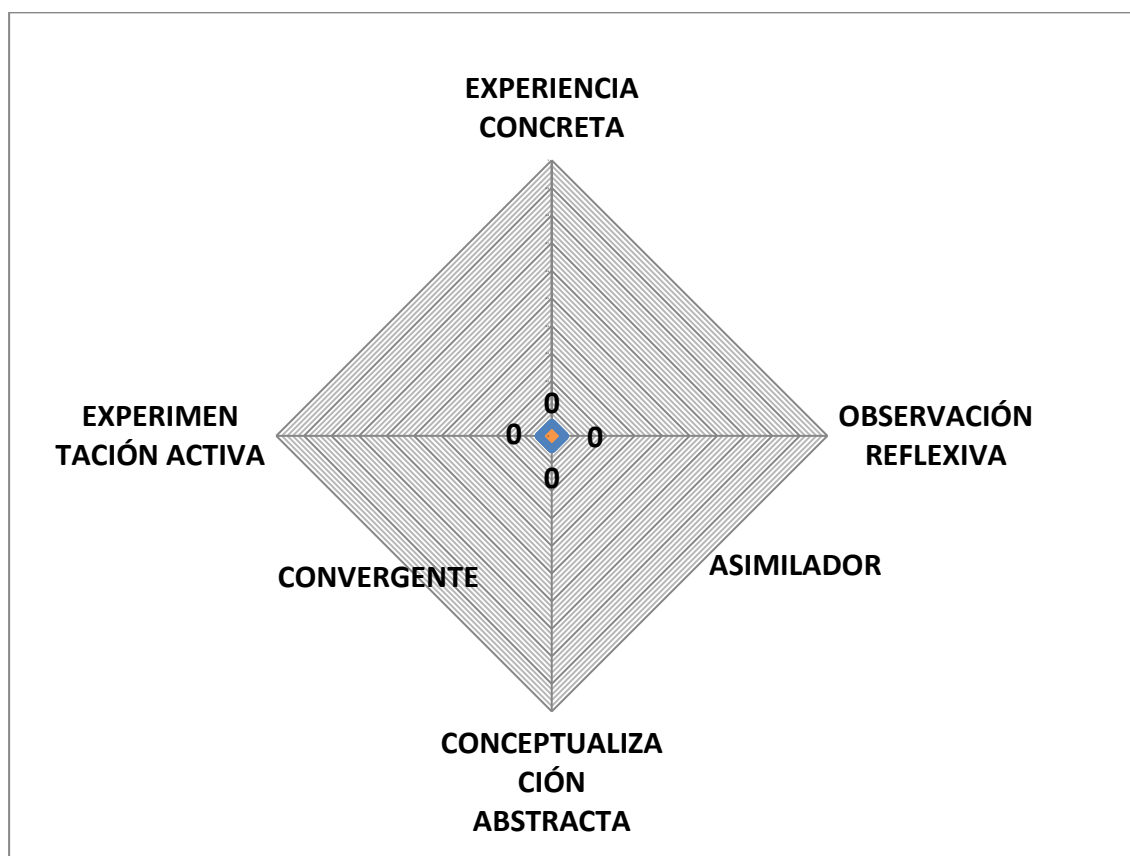 EXPERIENCIA
CONCRETA
EXPERIMEN
TACIÓN ACTIVA
0
0
0
0
OBSERVACIÓN
REFLEXIVA
CONVERGENTE
ASIMILADOR
CONCEPTUALIZA
CIÓN
ABSTRACTA